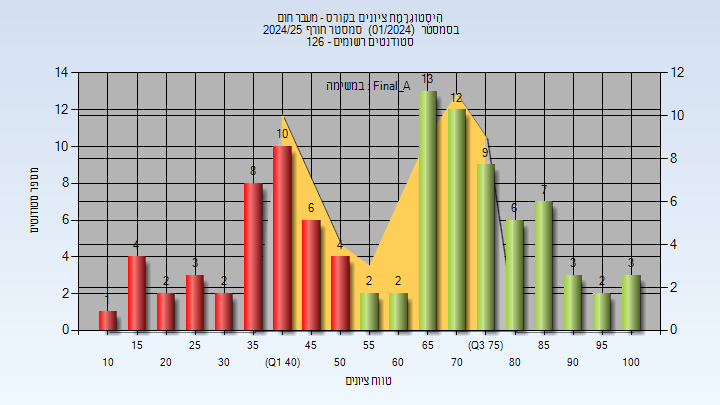 היסטוגרמת ציונים בקורס - מעבר חום
בסמסטר (01/2024) סמסטר חורף 2024/25
סטודנטים רשומים - 126
במשימה : Final_A
מספר סטודנטים
14 12 10 8 6 4 2 0
12 10 8 6 4 2 0
1 4 2 3 2 8 10 6 4 2 2 13 12 9 6 7 3 2 3
15 25 35 45 55 65 (Q3 75) 85 95
10 20 30 (Q1 40) 50 60 70 80 90 100
טווח ציונים